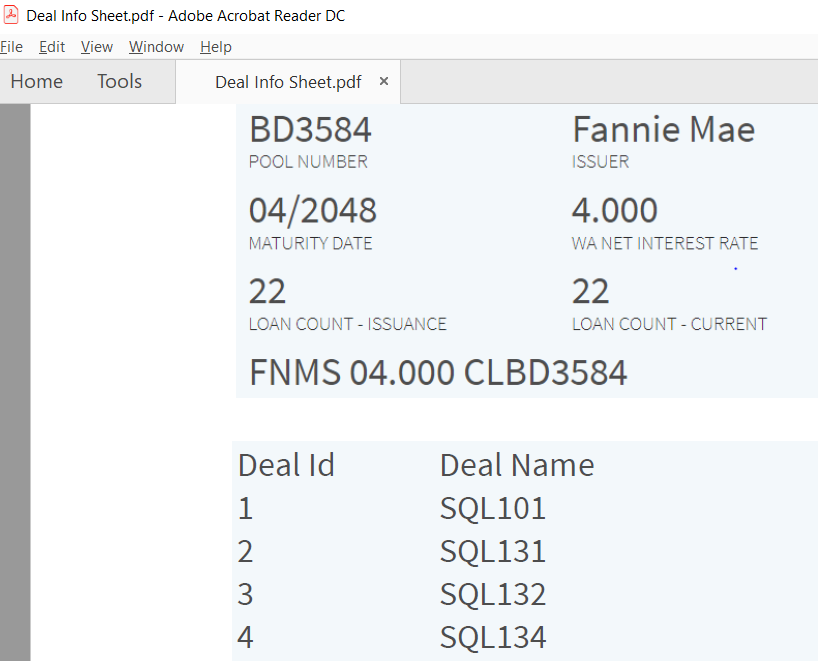 Deal Info Sheet.pdf - Adobe Acrobat Reader DC
File Edit View Window Help
Home Tools Deal Info Sheet.pdf ×
BD3584 Fannie Mae
POOL NUMBER ISSUER
04/2048 4.000
MATURITY DATE WA NET INTEREST RATE
22 22
LOAN COUNT - ISSUANCE LOAN COUNT - CURRENT
FNMS 04.000 CLBD3584
Deal Id Deal Name
1 SQL101
2 SQL131
3 SQL132
4 SQL134